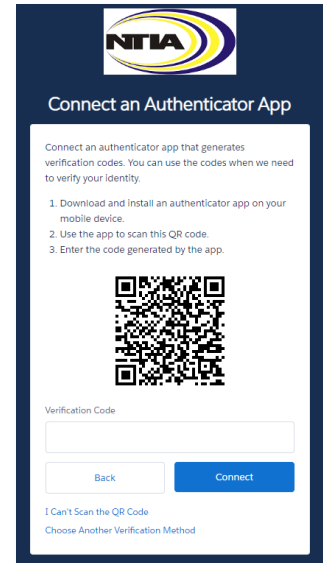 NTIA
Connect an Authenticator App
Connect an authenticator app that generates
verification codes. You can use the codes when we need
to verify your identity.
1. Download and install an authenticator app on your
mobile device.
2. Use the app to scan this QR code.
3. Enter the code generated by the app.
Verification Code
Back
Connect
I Can't Scan the QR Code
Choose Another Verification Method